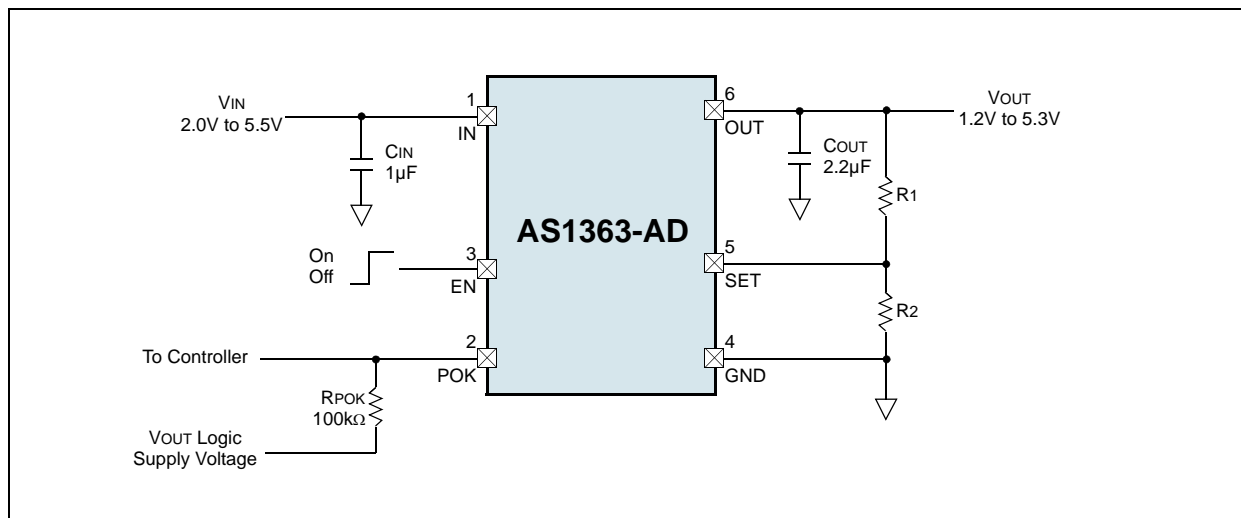 VIN
2.0V to 5.5V
CIN
1µF
1
IN
On
Off
3
EN
To Controller
2
POK
RPOK
100kΩ
VOUT Logic
Supply Voltage
AS1363-AD
6
OUT
VOUT
1.2V to 5.3V
COUT
2.2µF
R1
5
SET
R2
4
GND